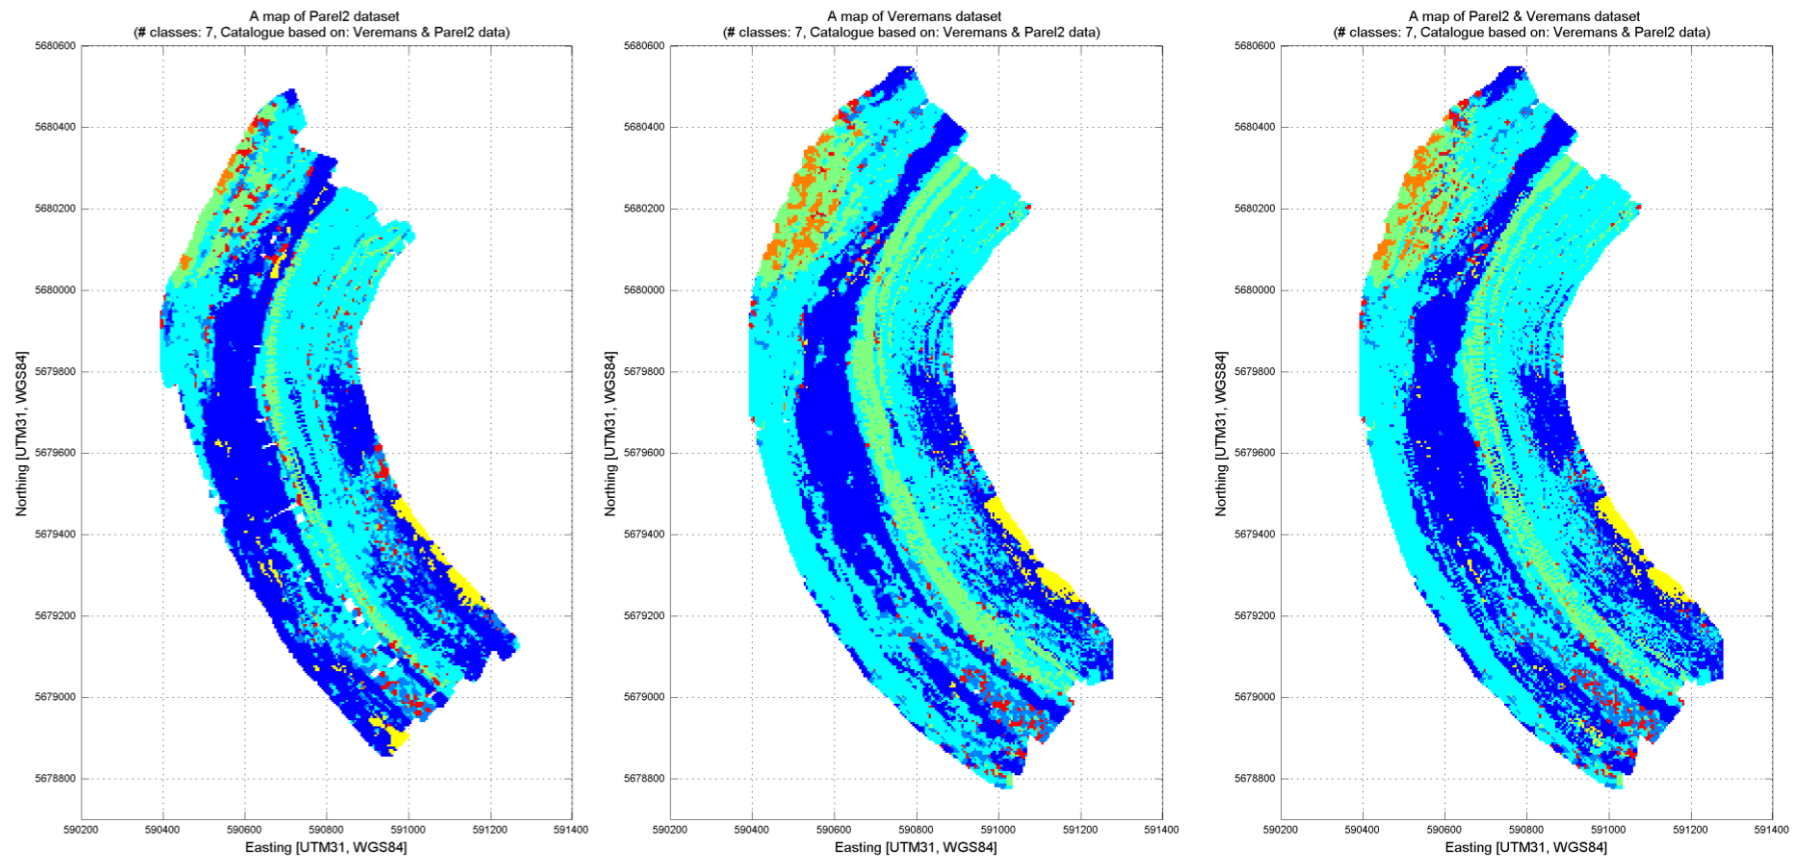 A map of Parel2 dataset
(# classes: 7, Catalogue based on: Veremans & Parel2 data)
5680600
5680400
5680200
5680000
5679800
5679600
5679400
5679200
5679000
5678800
Northing [UTM31, WGS84]
590200 590400 590600 590800 591000 591200 591400
Easting [UTM31, WGS84]
A map of Veremans dataset
(# classes: 7, Catalogue based on: Veremans & Parel2 data)
5680600
5680400
5680200
5680000
5679800
5679600
5679400
5679200
5679000
5678800
Northing [UTM31, WGS84]
590200 590400 590600 590800 591000 591200 591400
Easting [UTM31, WGS84]
A map of Parel2 & Veremans dataset
(# classes: 7, Catalogue based on: Veremans & Parel2 data)
5680600
5680400
5680200
5680000
5679800
5679600
5679400
5679200
5679000
5678800
Northing [UTM31, WGS84]
590200 590400 590600 590800 591000 591200 591400
Easting [UTM31, WGS84]